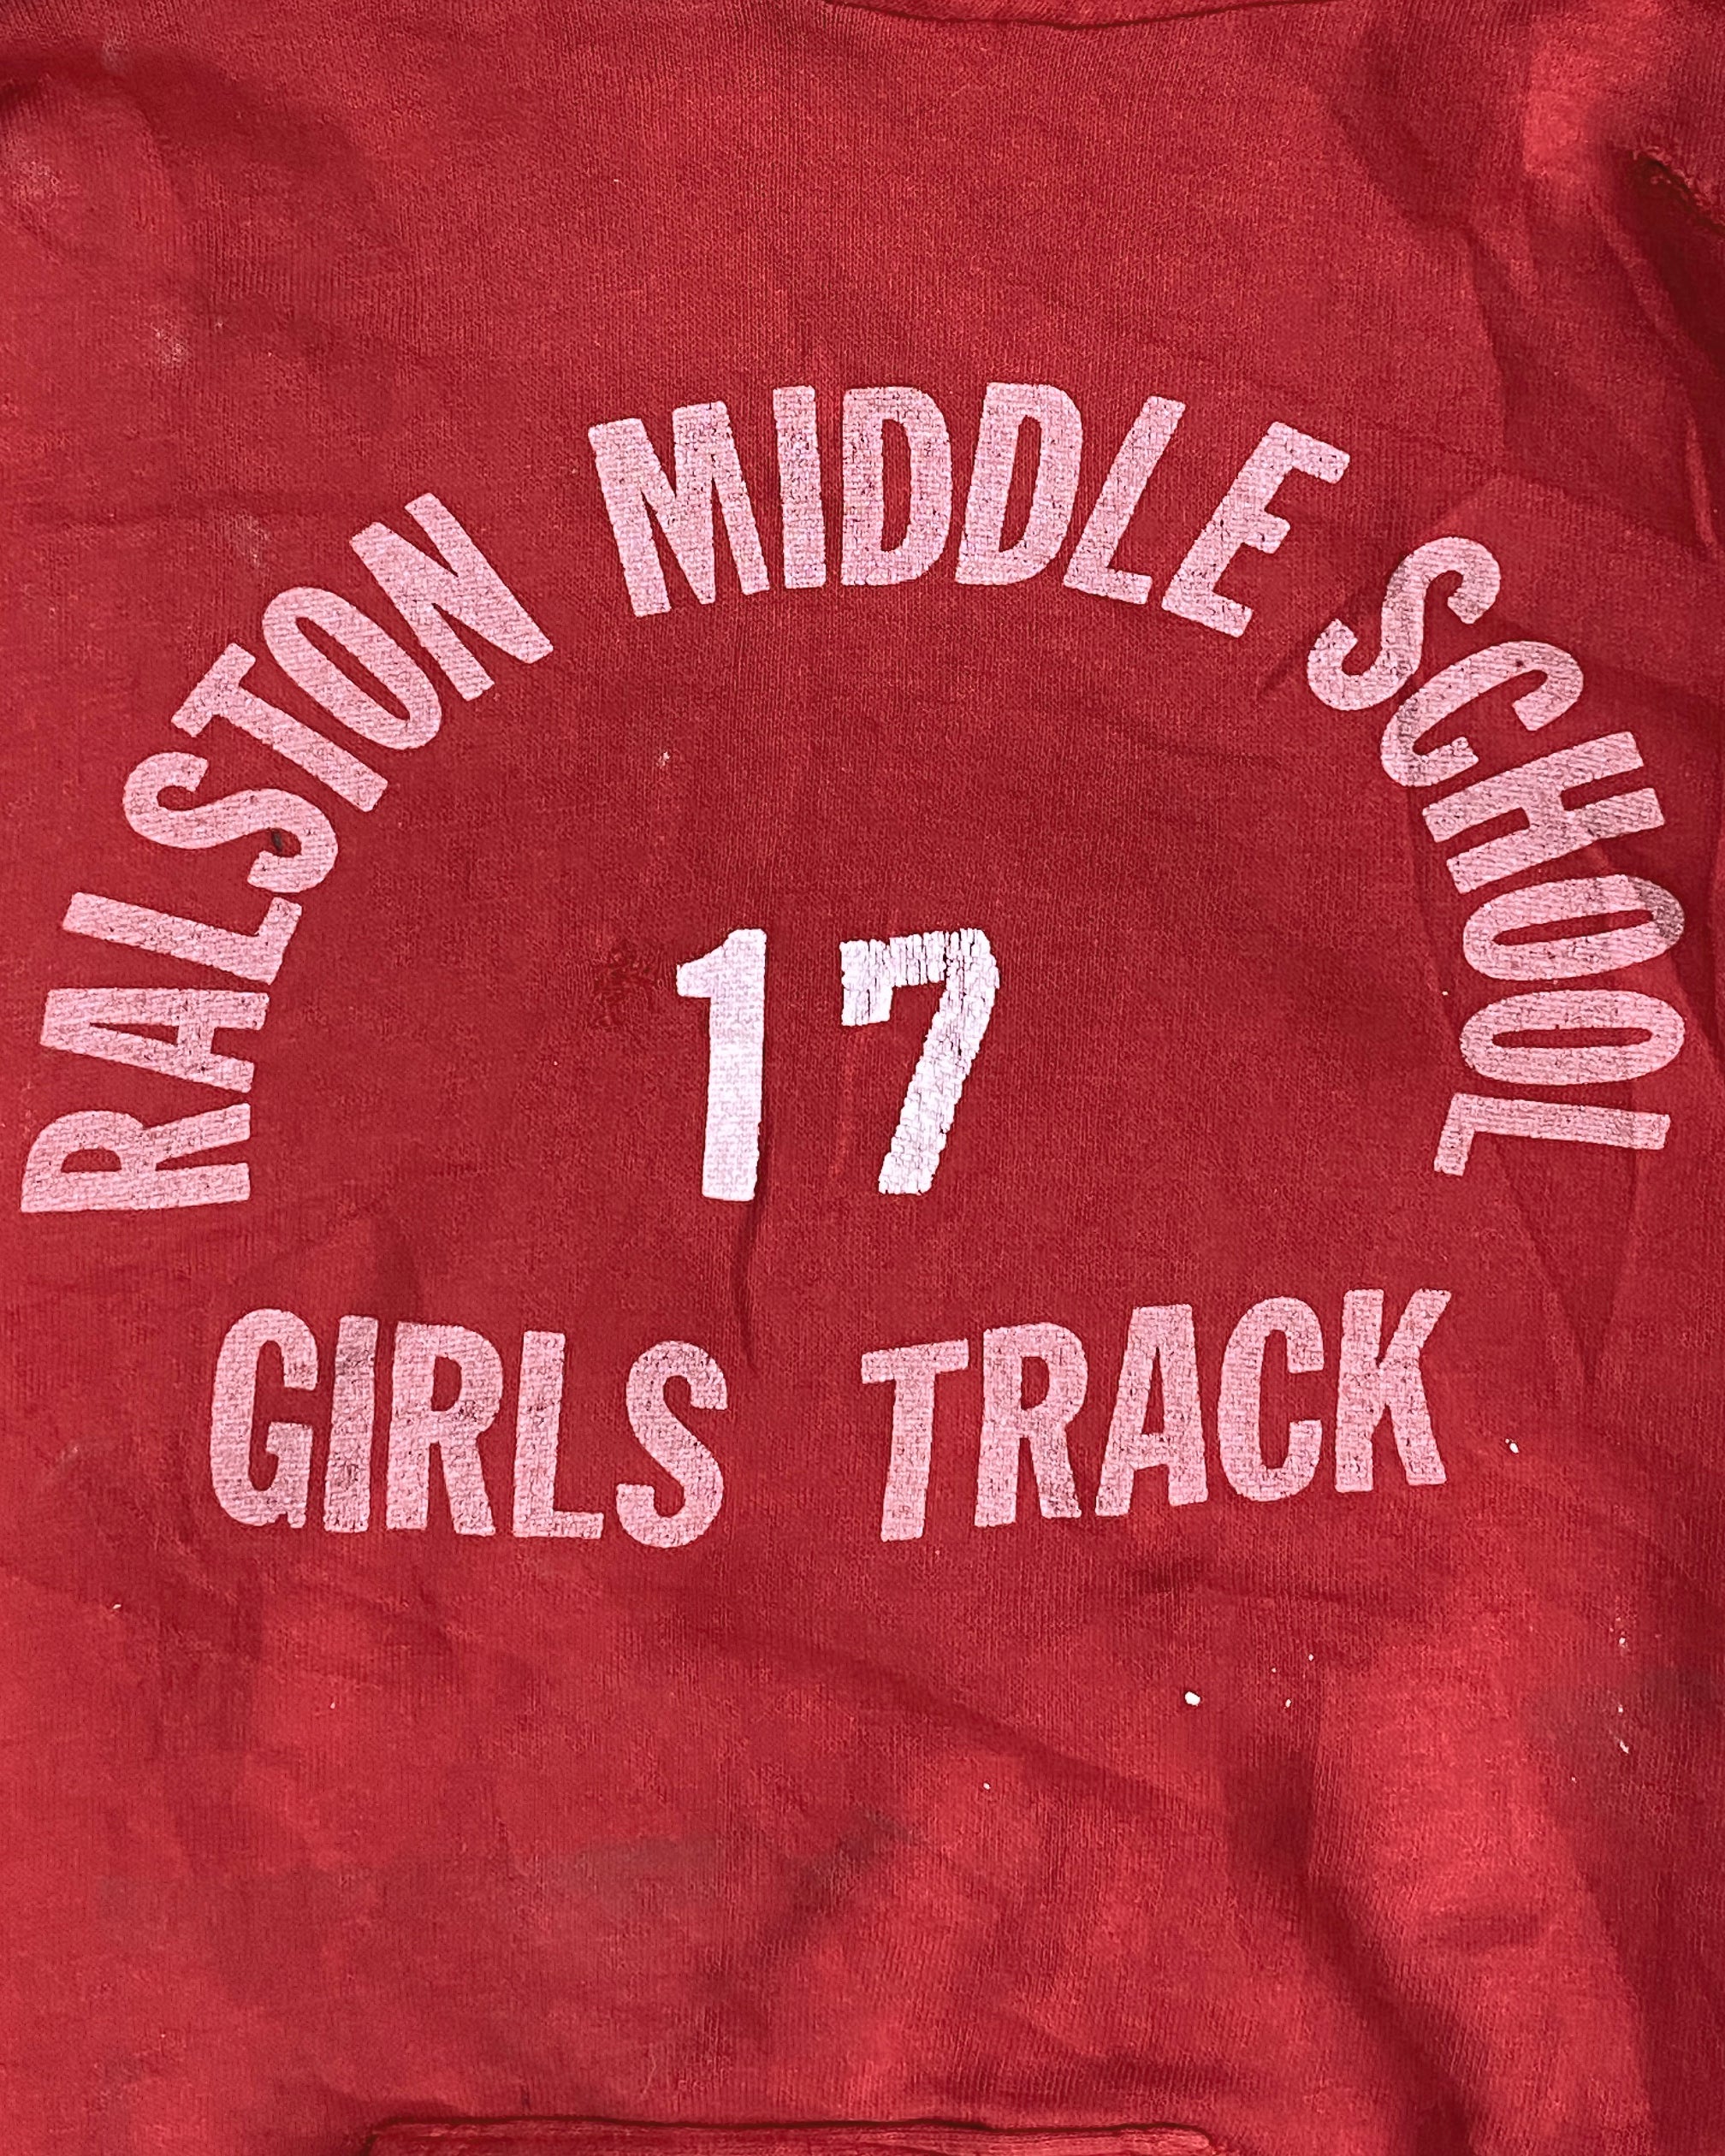 RALSTON MIDDLE SCHOOL
17
GIRLS TRACK